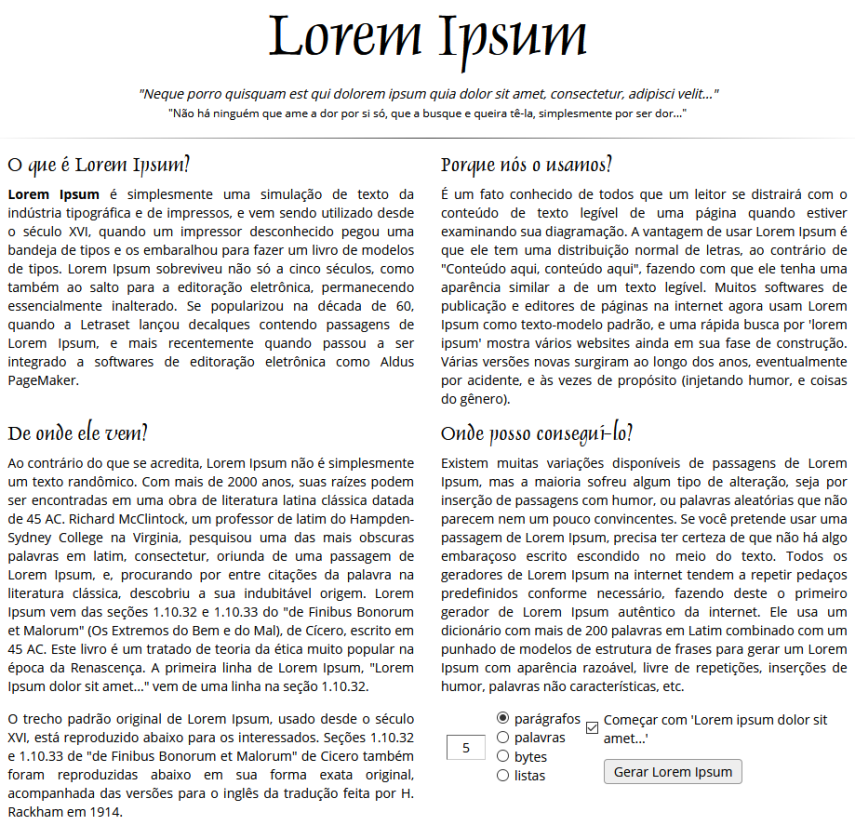 Lorem Ipsum
"Neque porro quisquam est qui dolorem ipsum quia dolor sit amet, consectetur, adipisci velit..."
"Não há ninguém que ame a dor por si só, que a busque e queira tê-la, simplesmente por ser dor..."
O que é Lorem Ipsum?
Lorem Ipsum é simplesmente uma simulação de texto da
indústria tipográfica e de impressos, e vem sendo utilizado desde
o século XVI, quando um impressor desconhecido pegou uma
bandeja de tipos e os embaralhou para fazer um livro de modelos
de tipos. Lorem Ipsum sobreviveu não só a cinco séculos, como
também ao salto para a editoração eletrônica, permanecendo
essencialmente inalterado. Se popularizou na década de 60,
quando a Letraset lançou decalques contendo passagens de
Lorem Ipsum, e mais recentemente quando passou a ser
integrado a softwares de editoração eletrônica como Aldus
PageMaker.
Porque nós o usamos?
É um fato conhecido de todos que um leitor se distrairá com o
conteúdo de texto legível de uma página quando estiver
examinando sua diagramação. A vantagem de usar Lorem Ipsum é
que ele tem uma distribuição normal de letras, ao contrário de
"Conteúdo aqui, conteúdo aqui", fazendo com que ele tenha uma
aparência similar a de um texto legível. Muitos softwares de
publicação e editores de páginas na internet agora usam Lorem
Ipsum como texto-modelo padrão, e uma rápida busca por 'lorem
ipsum' mostra vários websites ainda em sua fase de construção.
Várias versões novas surgiram ao longo dos anos, eventualmente
por acidente, e às vezes de propósito (injetando humor, e coisas
do gênero).
De onde ele vem?
Ao contrário do que se acredita, Lorem Ipsum não é simplesmente
um texto randômico. Com mais de 2000 anos, suas raízes podem
ser encontradas em uma obra de literatura latina clássica datada
de 45 AC. Richard McClintock, um professor de latim do Hampden-
Sydney College na Virginia, pesquisou uma das mais obscuras
palavras em latim, consectetur, oriunda de uma passagem de
Lorem Ipsum, e, procurando por entre citações da palavra na
literatura clássica, descobriu a sua indubitável origem. Lorem
Ipsum vem das seções 1.10.32 e 1.10.33 do "de Finibus Bonorum
et Malorum" (Os Extremos do Bem e do Mal), de Cícero, escrito em
45 AC. Este livro é um tratado de teoria da ética muito popular na
época da Renascença. A primeira linha de Lorem Ipsum, "Lorem
Ipsum dolor sit amet..." vem de uma linha na seção 1.10.32.
O trecho padrão original de Lorem Ipsum, usado desde o século
XVI, está reproduzido abaixo para os interessados. Seções 1.10.32
e 1.10.33 de "de Finibus Bonorum et Malorum" de Cicero também
foram reproduzidas abaixo em sua forma exata original,
acompanhada das versões para o inglês da tradução feita por H.
Rackham em 1914.
Onde posso conseguí-lo?
Existem muitas variações disponíveis de passagens de Lorem
Ipsum, mas a maioria sofreu algum tipo de alteração, seja por
inserção de passagens com humor, ou palavras aleatórias que não
parecem nem um pouco convincentes. Se você pretende usar uma
passagem de Lorem Ipsum, precisa ter certeza de que não há algo
embaraçoso escrito escondido no meio do texto. Todos os
geradores de Lorem Ipsum na internet tendem a repetir pedaços
predefinidos conforme necessário, fazendo deste o primeiro
gerador de Lorem Ipsum autêntico da internet. Ele usa um
dicionário com mais de 200 palavras em Latim combinado com um
punhado de modelos de estrutura de frases para gerar um Lorem
Ipsum com aparência razoável, livre de repetições, inserções de
humor, palavras não características, etc.
5
parágrafos
palavras
bytes
listas
Começar com 'Lorem ipsum dolor sit
amet...'
Gerar Lorem Ipsum